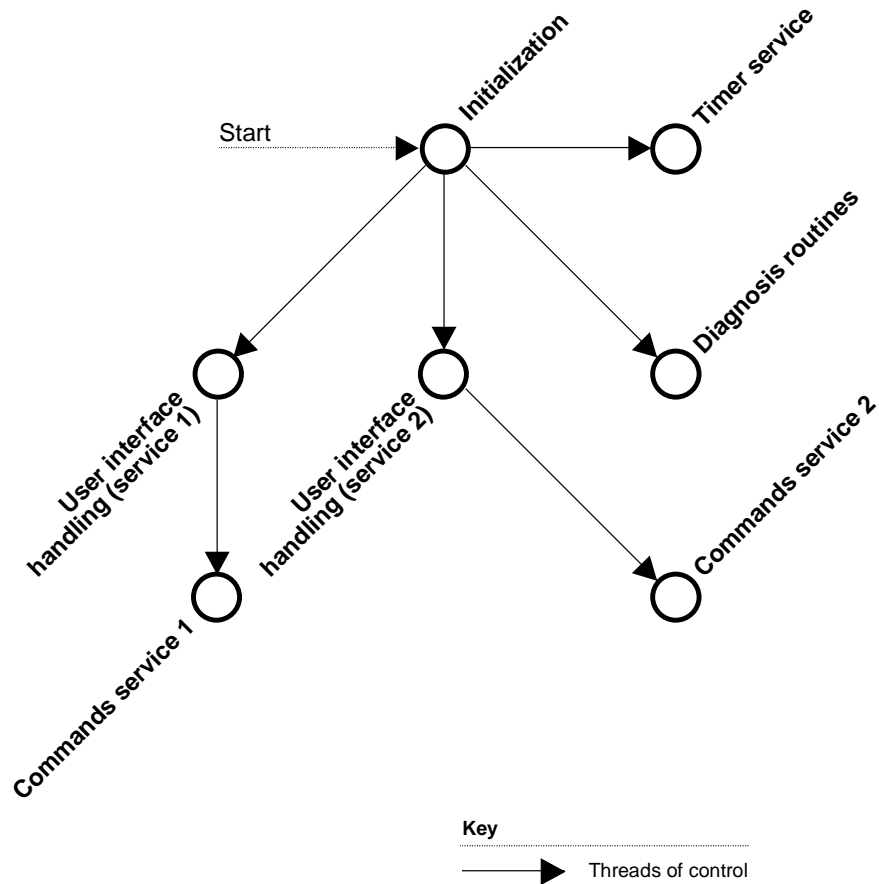 Initialization
Timer service
Start
Diagnosis routines
User interface
handling (service 1)
User interface
handling (service 2)
Commands service 2
Commands service 1
Key
Threads of control